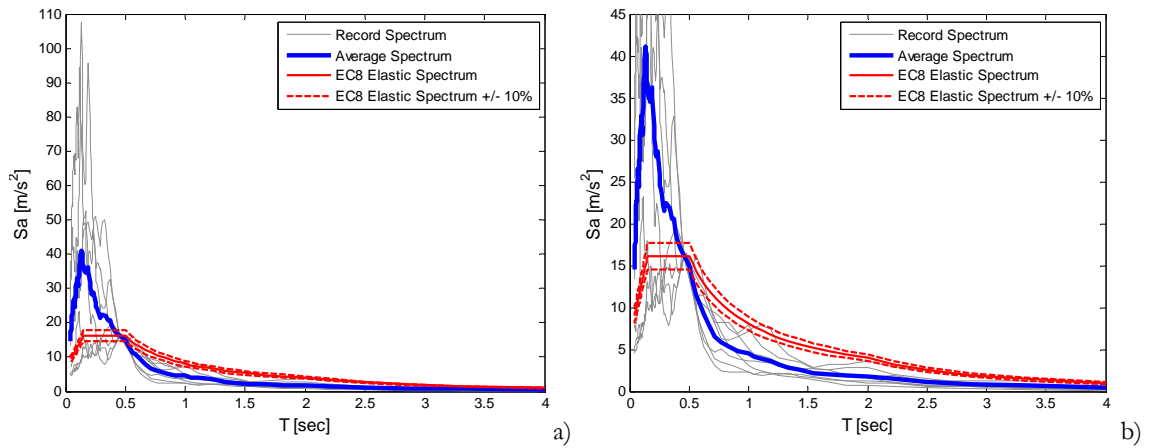 110
100
90
80
70
60
50
40
30
20
10
0
Sa [m/s²]
0 0.5 1 1.5 2 2.5 3 3.5 4
T [sec]
Record Spectrum
Average Spectrum
EC8 Elastic Spectrum
EC8 Elastic Spectrum +/- 10%
a)
45
40
35
30
25
20
15
10
5
0
Sa [m/s²]
0 0.5 1 1.5 2 2.5 3 3.5 4
T [sec]
Record Spectrum
Average Spectrum
EC8 Elastic Spectrum
EC8 Elastic Spectrum +/- 10%
b)